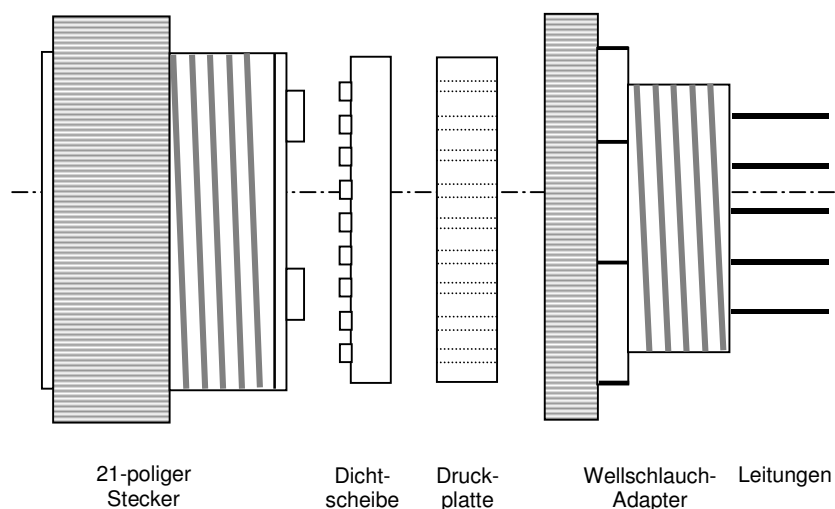 21-poliger
Stecker
Dicht-
scheibe
Druck-
platte
Wellschlauch-
Adapter
Leitungen